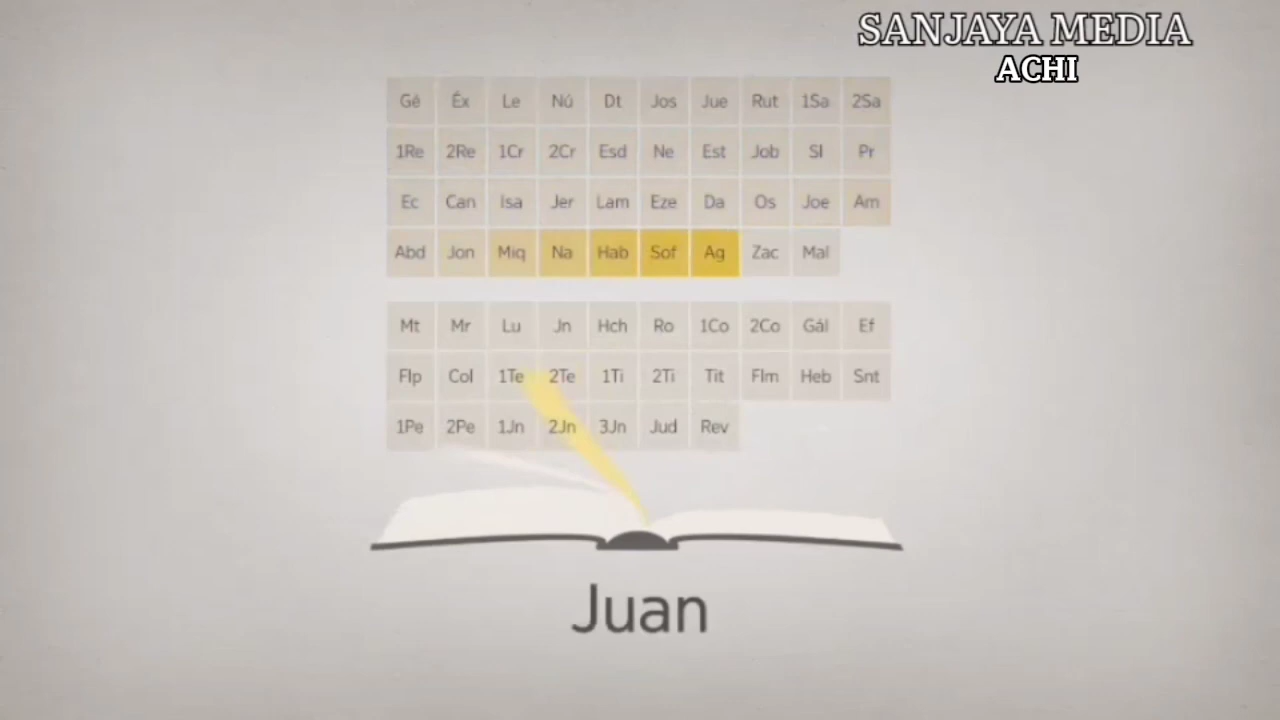 SANJAYA MEDIA
ACHI
Gé Éx Le Nú Dt Jos Jue Rut 1Sa 2Sa
1Re 2Re 1Cr 2Cr Esd Ne Est Job Sl Pr
Ec Can Isa Jer Lam Eze Da Os Joe Am
Abd Jon Miq Na Hab Sof Ag Zac Mal
Mt Mr Lu Jn Hch Ro 1Co 2Co Gál Ef
Flp Col 1Te 2Te 1Ti 2Ti Tit Flm Heb Snt
1Pe 2Pe 1Jn 2Jn 3Jn Jud Rev
Juan